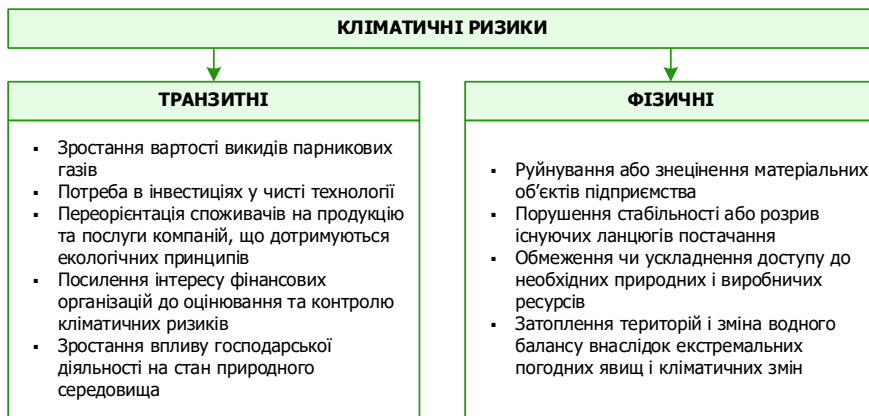 КЛІМАТИЧНІ РИЗИКИ
ТРАНЗИТНІ
▪ Зростання вартості викидів парникових
газів
▪ Потреба в інвестиціях у чисті технології
▪ Переорієнтація споживачів на продукцію
та послуги компаній, що дотримуються
екологічних принципів
▪ Посилення інтересу фінансових
організацій до оцінювання та контролю
кліматичних ризиків
▪ Зростання впливу господарської
діяльності на стан природного
середовища
ФІЗИЧНІ
▪ Руйнування або знецінення матеріальних
об’єктів підприємства
▪ Порушення стабільності або розрив
існуючих ланцюгів постачання
▪ Обмеження чи ускладнення доступу до
необхідних природних і виробничих
ресурсів
▪ Затоплення територій і зміна водного
балансу внаслідок екстремальних
погодних явищ і кліматичних змін